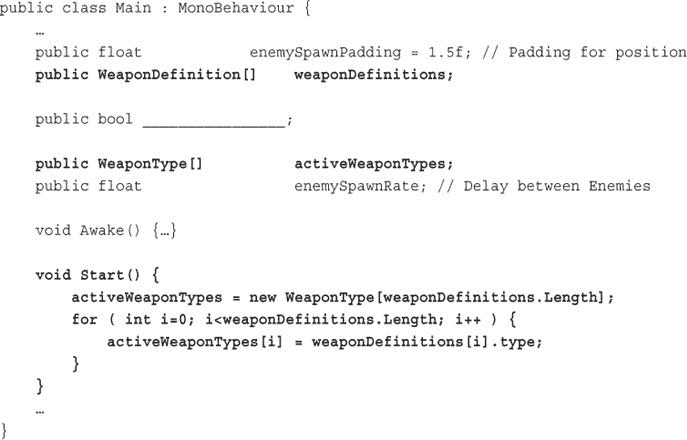 public class Main : MonoBehaviour {
…
public float enemySpawnPadding = 1.5f; // Padding for position
public WeaponDefinition[] weaponDefinitions;
public bool ________________;
public WeaponType[] activeWeaponTypes;
public float enemySpawnRate; // Delay between Enemies
void Awake() {…}
void Start() {
activeWeaponTypes = new WeaponType[weaponDefinitions.Length];
for ( int i=0; i<weaponDefinitions.Length; i++ ) {
activeWeaponTypes[i] = weaponDefinitions[i].type;
}
}
…
}